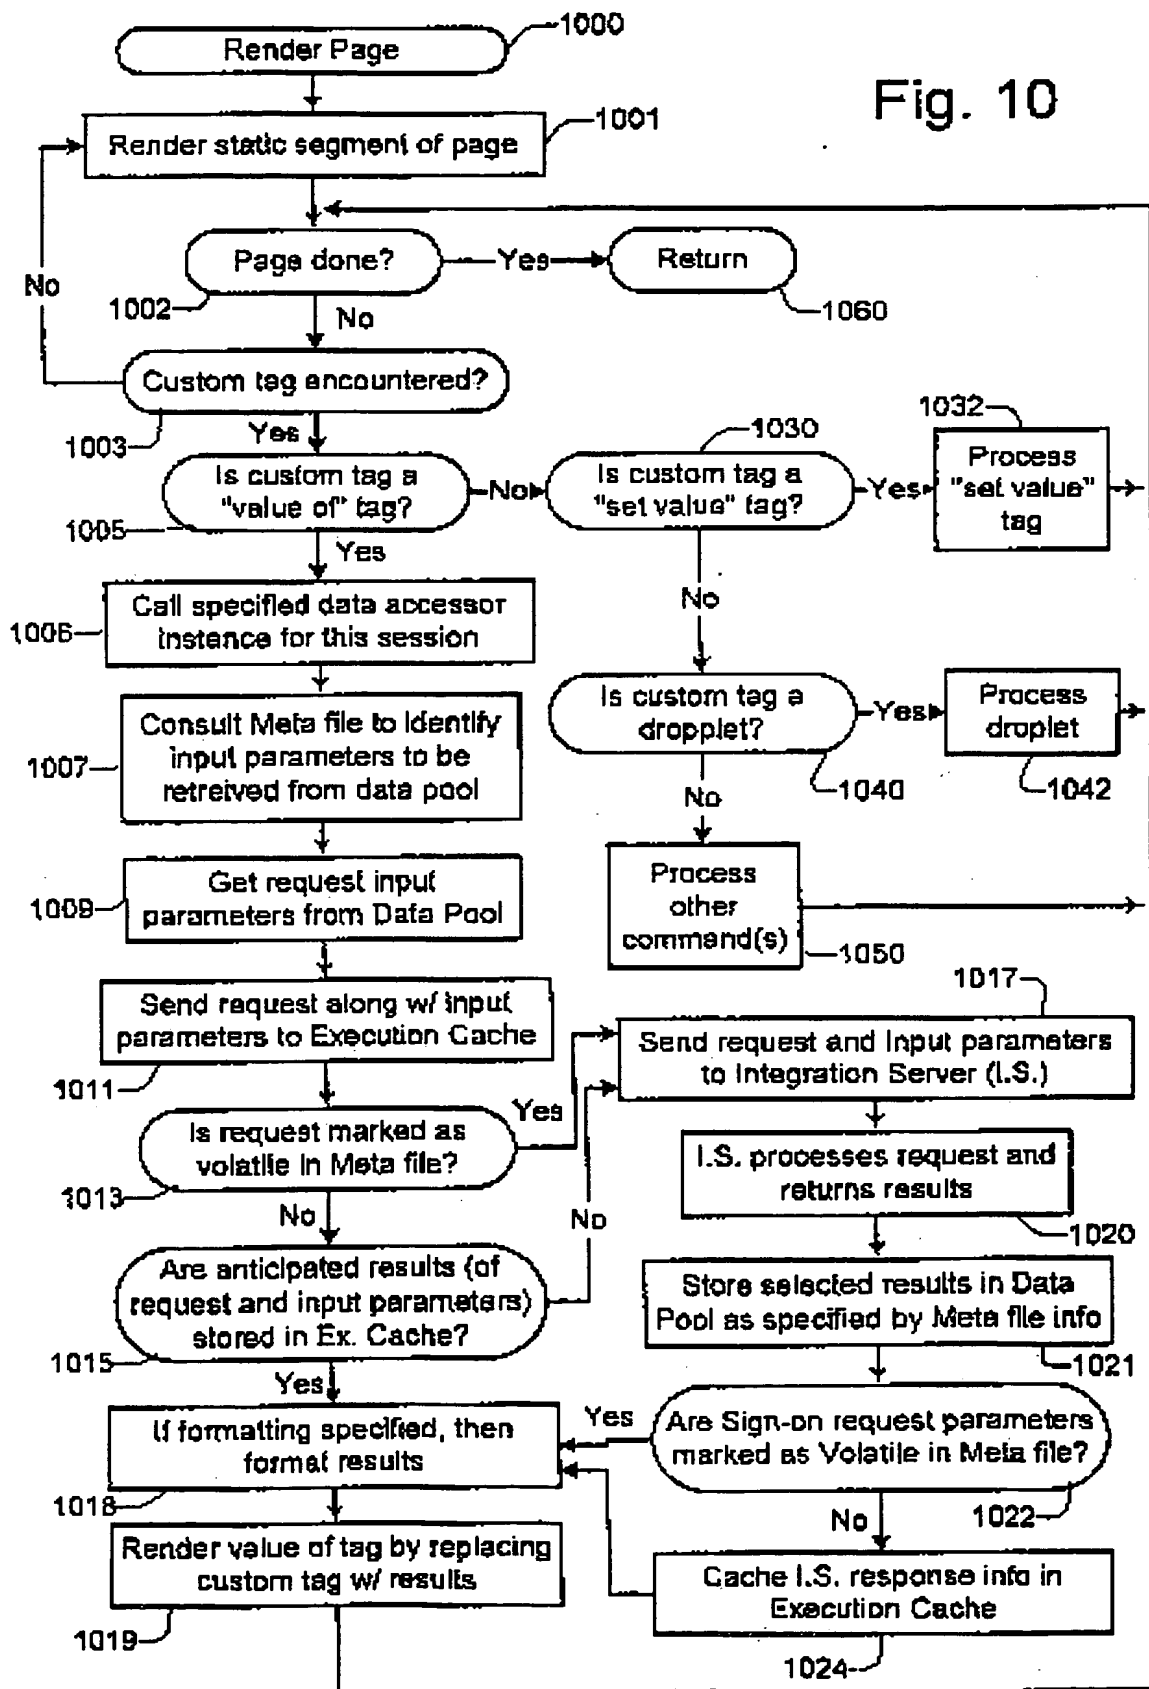 1000
Render Page
Fig. 10
1001
Render static segment of page
Page done?
Yes
Return
No
1002
1060
No
Custom tag encountered?
1003
Yes
1030
1032
Is custom tag a
"value of" tag?
No
Is custom tag a
"set value" tag?
Yes
Process
"set value"
tag
1005
Yes
No
Call specified data accessor
instance for this session
1006
Is custom tag a
dropplet?
Yes
Process
droplet
1040
1042
Consult Meta file to Identify
input parameters to be
retreived from data pool
1007
No
Get request input
parameters from Data Pool
1009
Process
other
command(s)
1050
Send request along w/ input
parameters to Execution Cache
1011
1017
Send request and Input parameters
to Integration Server (I.S.)
Yes
Is request marked as
volatile in Meta file?
1013
I.S. processes request and
returns results
1020
No
No
Are anticipated results (of
request and input parameters)
stored in Ex. Cache?
1015
Store selected results in Data
Pool as specified by Meta file info
1021
Yes
Yes
Are Sign-on request parameters
marked as Volatile in Meta file?
1022
If formatting specified, then
format results
1018
No
Render value of tag by replacing
custom tag w/ results
1019
Cache I.S. response info in
Execution Cache
1024